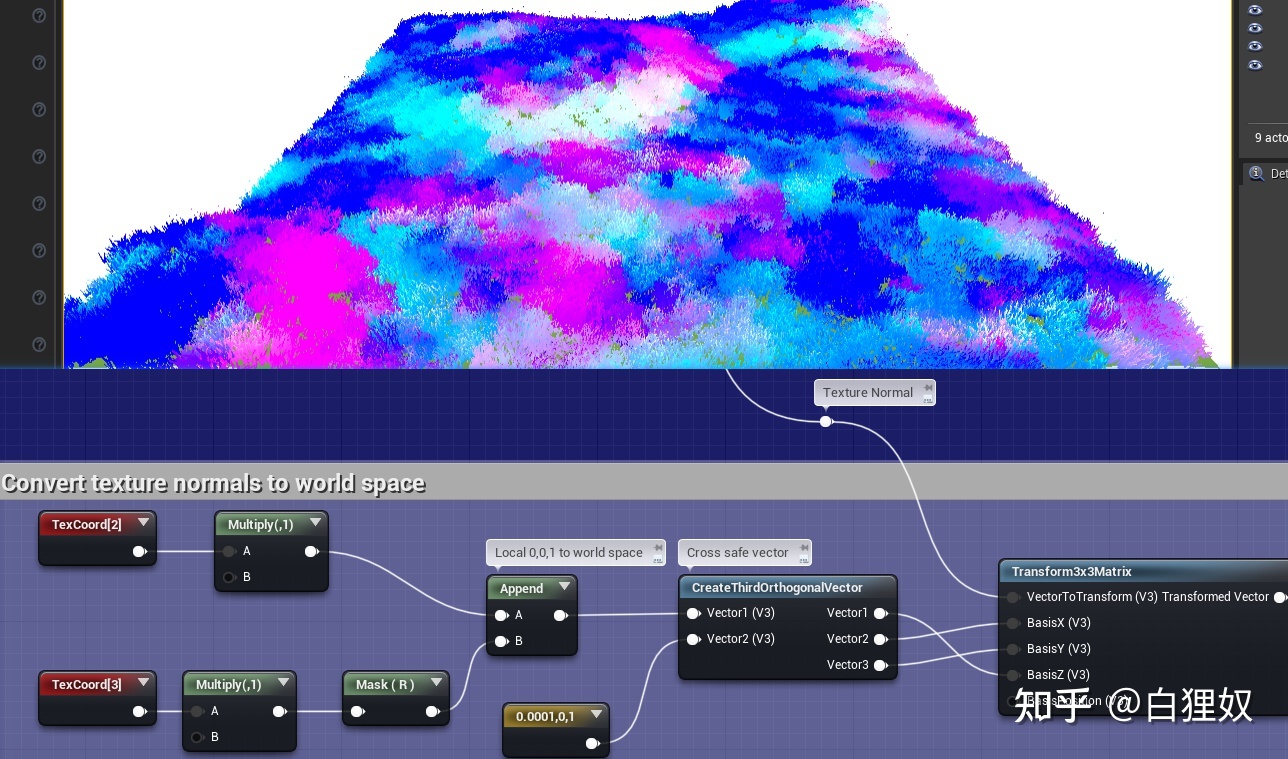 9 acto
Det
Texture Normal
Convert texture normals to world space
TexCoord[2]
Multiply(,1)
A
B
Local 0,0,1 to world space
Cross safe vector
Append
A
B
CreateThirdOrthogonalVector
Vector1 (V3) Vector1
Vector2 (V3) Vector2
Vector3
Transform3x3Matrix
VectorToTransform (V3) Transformed Vector
BasisX (V3)
BasisY (V3)
BasisZ (V3)
BasisPosition (V3)
TexCoord[3]
Multiply(,1)
A
B
Mask ( R )
0.0001,0,1
知乎 @白狸奴